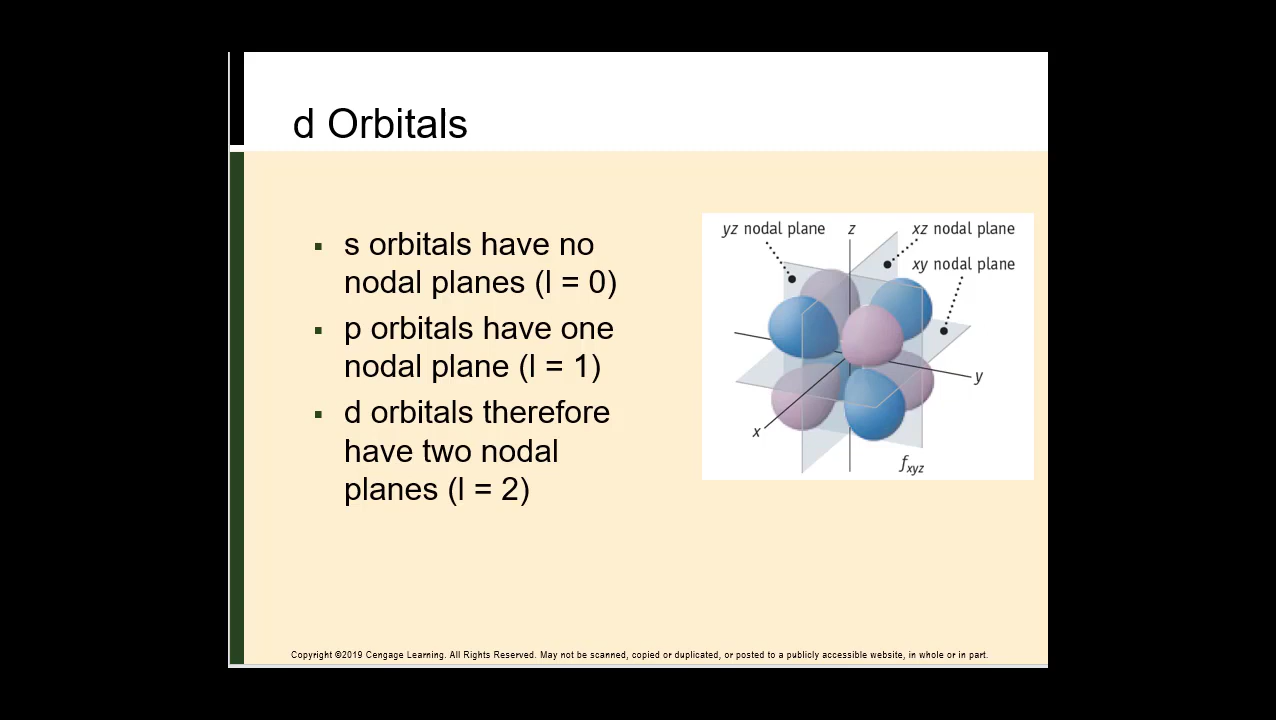 d Orbitals
▪ s orbitals have no
nodal planes (l = 0)
▪ p orbitals have one
nodal plane (l = 1)
▪ d orbitals therefore
have two nodal
planes (l = 2)
yz nodal plane
z
xz nodal plane
xy nodal plane
y
x
fxyz
Copyright ©2019 Cengage Learning. All Rights Reserved. May not be scanned, copied or duplicated, or posted to a publicly accessible website, in whole or in part.